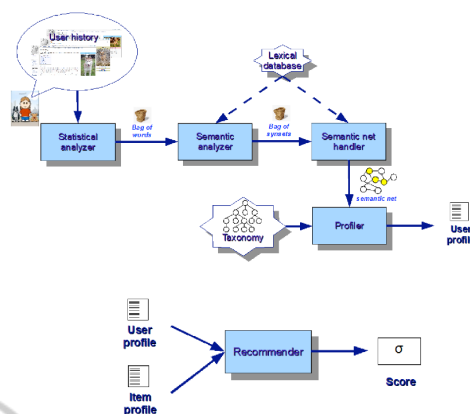 User history
Lexical
database
Bag of
words
Bag of
synsets
Statistical
analyzer
Semantic
analyzer
Semantic net
handler
semantic net
Taxonomy
Profiler
User
profile
User
profile
Recommender
σ
Score
Item
profile